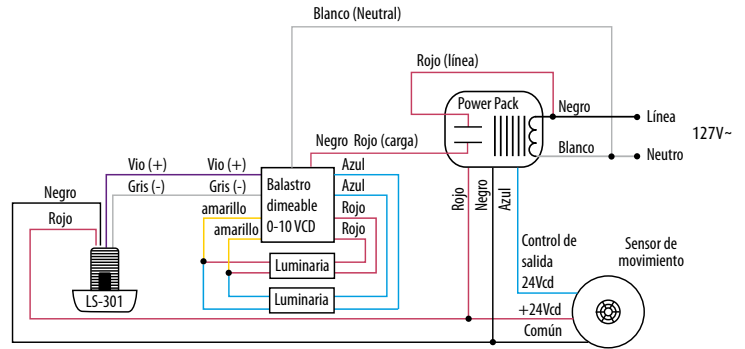 Blanco (Neutral)
Rojo (línea)
Power Pack
Negro
Línea
127V~
Blanco
Neutro
Negro Rojo (carga)
Vio (+)
Vio (+)
Azul
Gris (-)
Gris (-)
Balastro
dimeable
0-10 VCD
Azul
Negro
amarillo
Rojo
Rojo
amarillo
Rojo
Rojo
Negro
Azul
Luminaria
Luminaria
LS-301
Control de
salida
24Vcd
Sensor de
movimiento
+24Vcd
Común